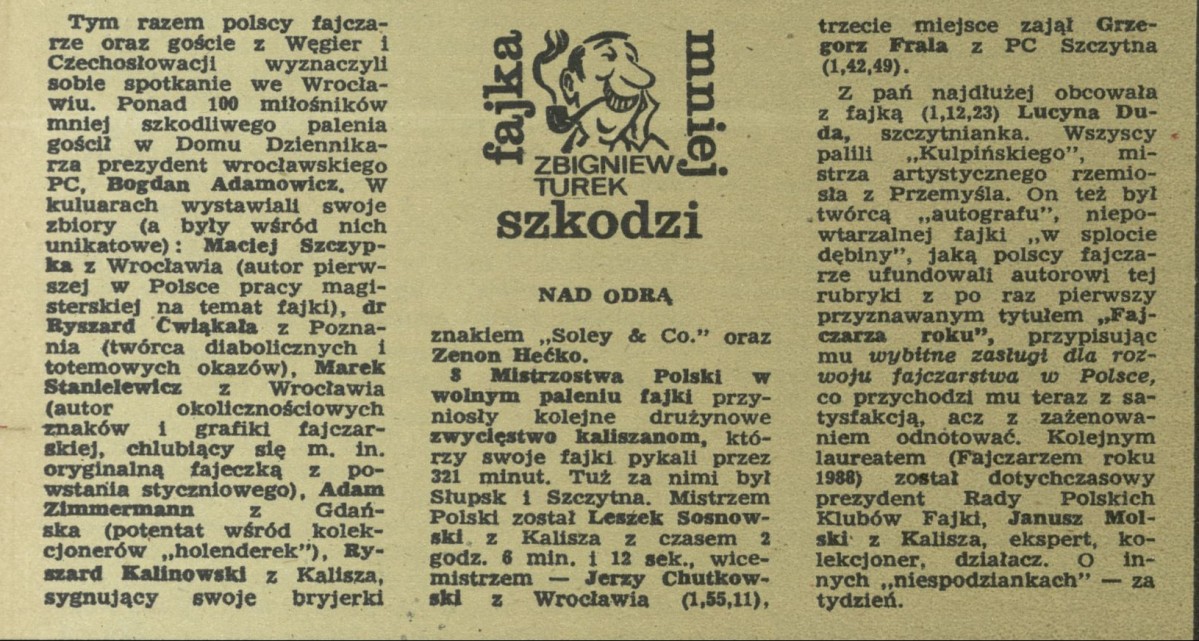 Tym razem polscy fajcza-
rze oraz goście z Węgier i
Czechosłowacji wyznaczyli
sobie spotkanie we Wrocła-
wiu. Ponad 100 miłośników
mniej szkodliwego palenia
gościł w Domu Dziennika-
rza prezydent wrocławskiego
PC, Bogdan Adamowicz. W
kuluarach wystawiali swoje
zbiory (a były wśród nich
unikatowe): Maciej Szczyp-
ka z Wrocławia (autor pierw-
szej w Polsce pracy magi-
sterskiej na temat fajki), dr
Ryszard Ćwiąkała z Pozna-
nia (twórca diabolicznych i
totemowych okazów), Marek
Stanielewicz z Wrocławia
(autor okolicznościowych
znaków i grafiki fajczar-
skiej, chlubiący się m. in.
oryginalną fajeczką z po-
wstania styczniowego), Adam
Zimmermann z Gdań-
ska (potentat wśród kolek-
cjonerów „holenderek”), Ry-
szard Kalinowski z Kalisza,
sygnujący swoje bryjerki
fajka
mniej
ZBIGNIEW
TUREK
szkodzi
NAD ODRĄ
znakiem „Soley & Co.” oraz
Zenon Hećko.
8 Mistrzostwa Polski w
wolnym paleniu fajki przy-
niosły kolejne drużynowe
zwycięstwo kaliszanom, któ-
rzy swoje fajki pykali przez
321 minut. Tuż za nimi był
Słupsk i Szczytna. Mistrzem
Polski został Leszek Sosnow-
ski z Kalisza z czasem 2
godz. 6 min. i 12 sek., wice-
mistrzem — Jerzy Chutkow-
ski z Wrocławia (1,55,11),
trzecie miejsce zajął Grze-
gorz Frala z PC Szczytna
(1,42,49).
Z pań najdłużej obcowała
z fajką (1,12,23) Lucyna Du-
da, szczytnianka. Wszyscy
palili „Kulpińskiego”, mi-
strza artystycznego rzemio-
sła z Przemyśla. On też był
twórcą „autografu”, niepo-
wtarzalnej fajki „w splocie
dębiny”, jaką polscy fajcza-
rze ufundowali autorowi tej
rubryki z po raz pierwszy
przyznawanym tytułem „Faj-
czarza roku”, przypisując
mu wybitne zasługi dla roz-
woju fajczarstwa w Polsce,
co przychodzi mu teraz z sa-
tysfakcją, acz z zażenowa-
niem odnotować. Kolejnym
laureatem (Fajczarzem roku
1988) został dotychczasowy
prezydent Rady Polskich
Klubów Fajki, Janusz Mol-
ski z Kalisza, ekspert, ko-
lekcjoner, działacz. O in-
nych „niespodziankach” — za
tydzień.